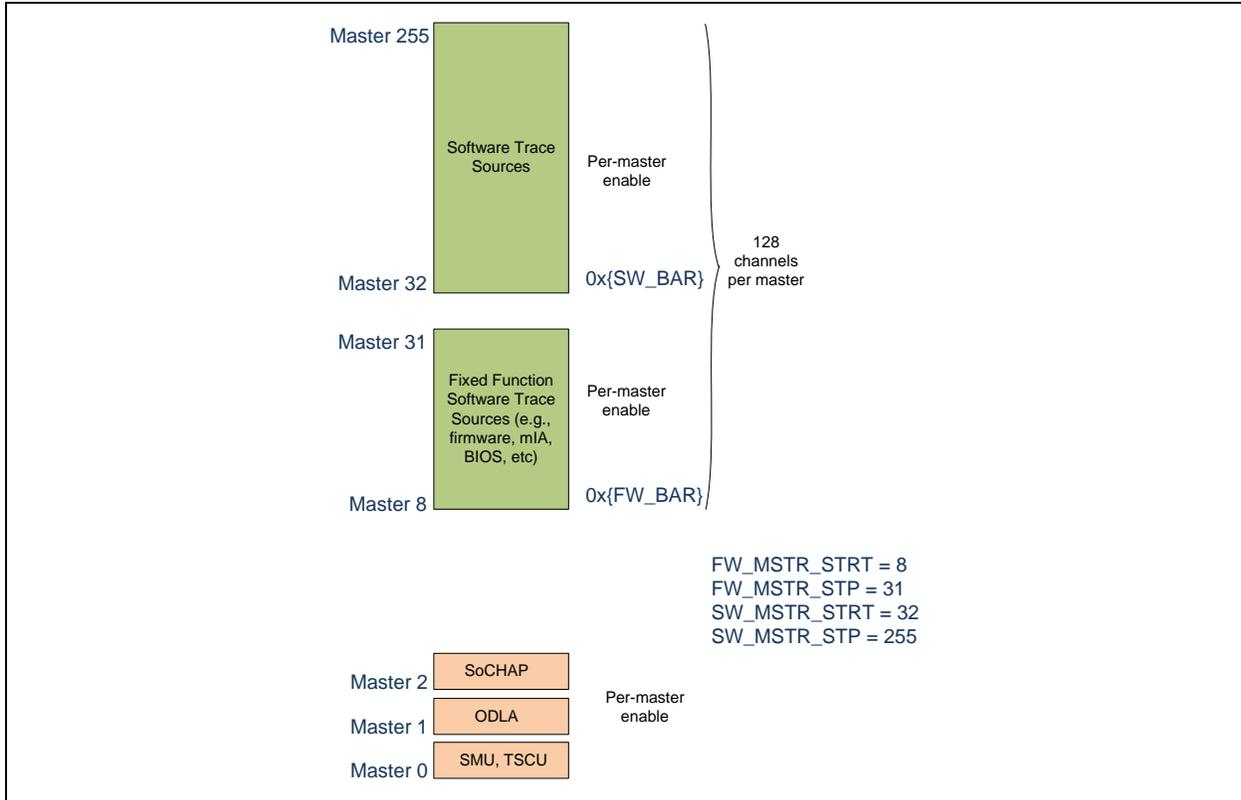 Master 255
Software Trace
Sources
Per-master
enable
128
channels
per master
Master 32
0x{SW_BAR}
Master 31
Fixed Function
Software Trace
Sources (e.g.,
firmware, mIA,
BIOS, etc)
Per-master
enable
Master 8
0x{FW_BAR}
FW_MSTR_STRT = 8
FW_MSTR_STP = 31
SW_MSTR_STRT = 32
SW_MSTR_STP = 255
Master 2
SoCHAP
Per-master
enable
Master 1
ODLA
Master 0
SMU, TSCU